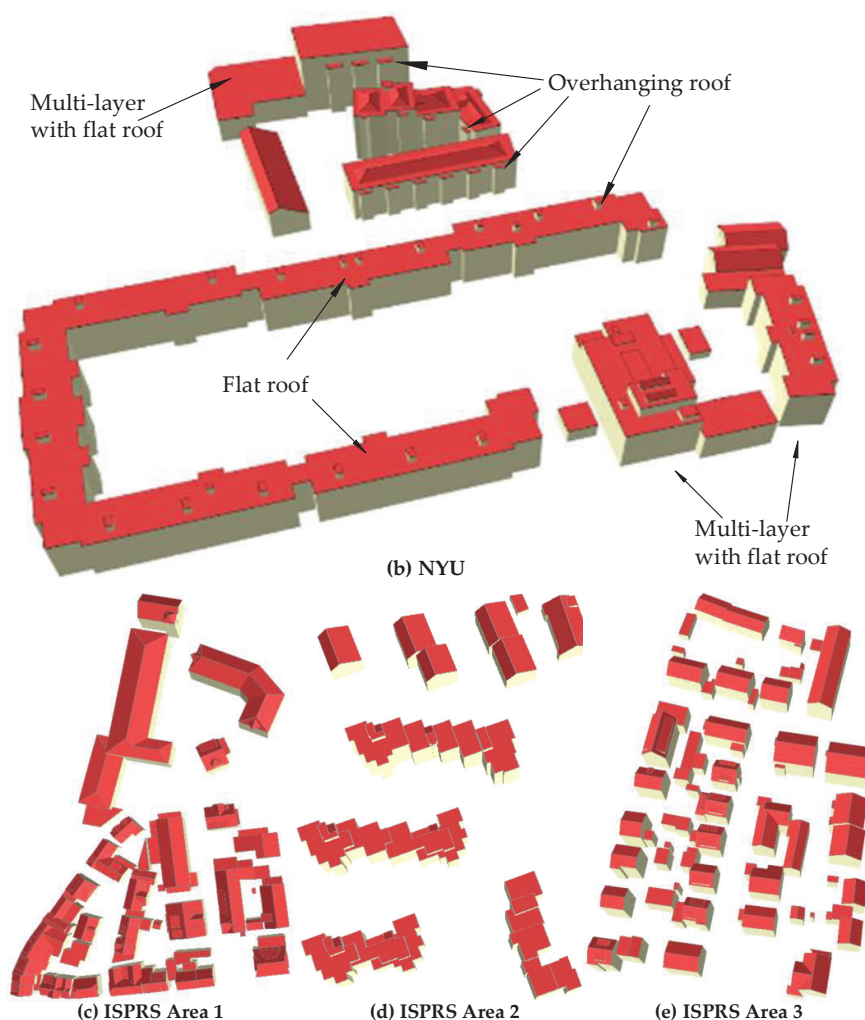 Overhanging roof
Multi-layer
with flat roof
Flat roof
Multi-layer
with flat roof
(b) NYU
(c) ISPRS Area 1
(d) ISPRS Area 2
(e) ISPRS Area 3